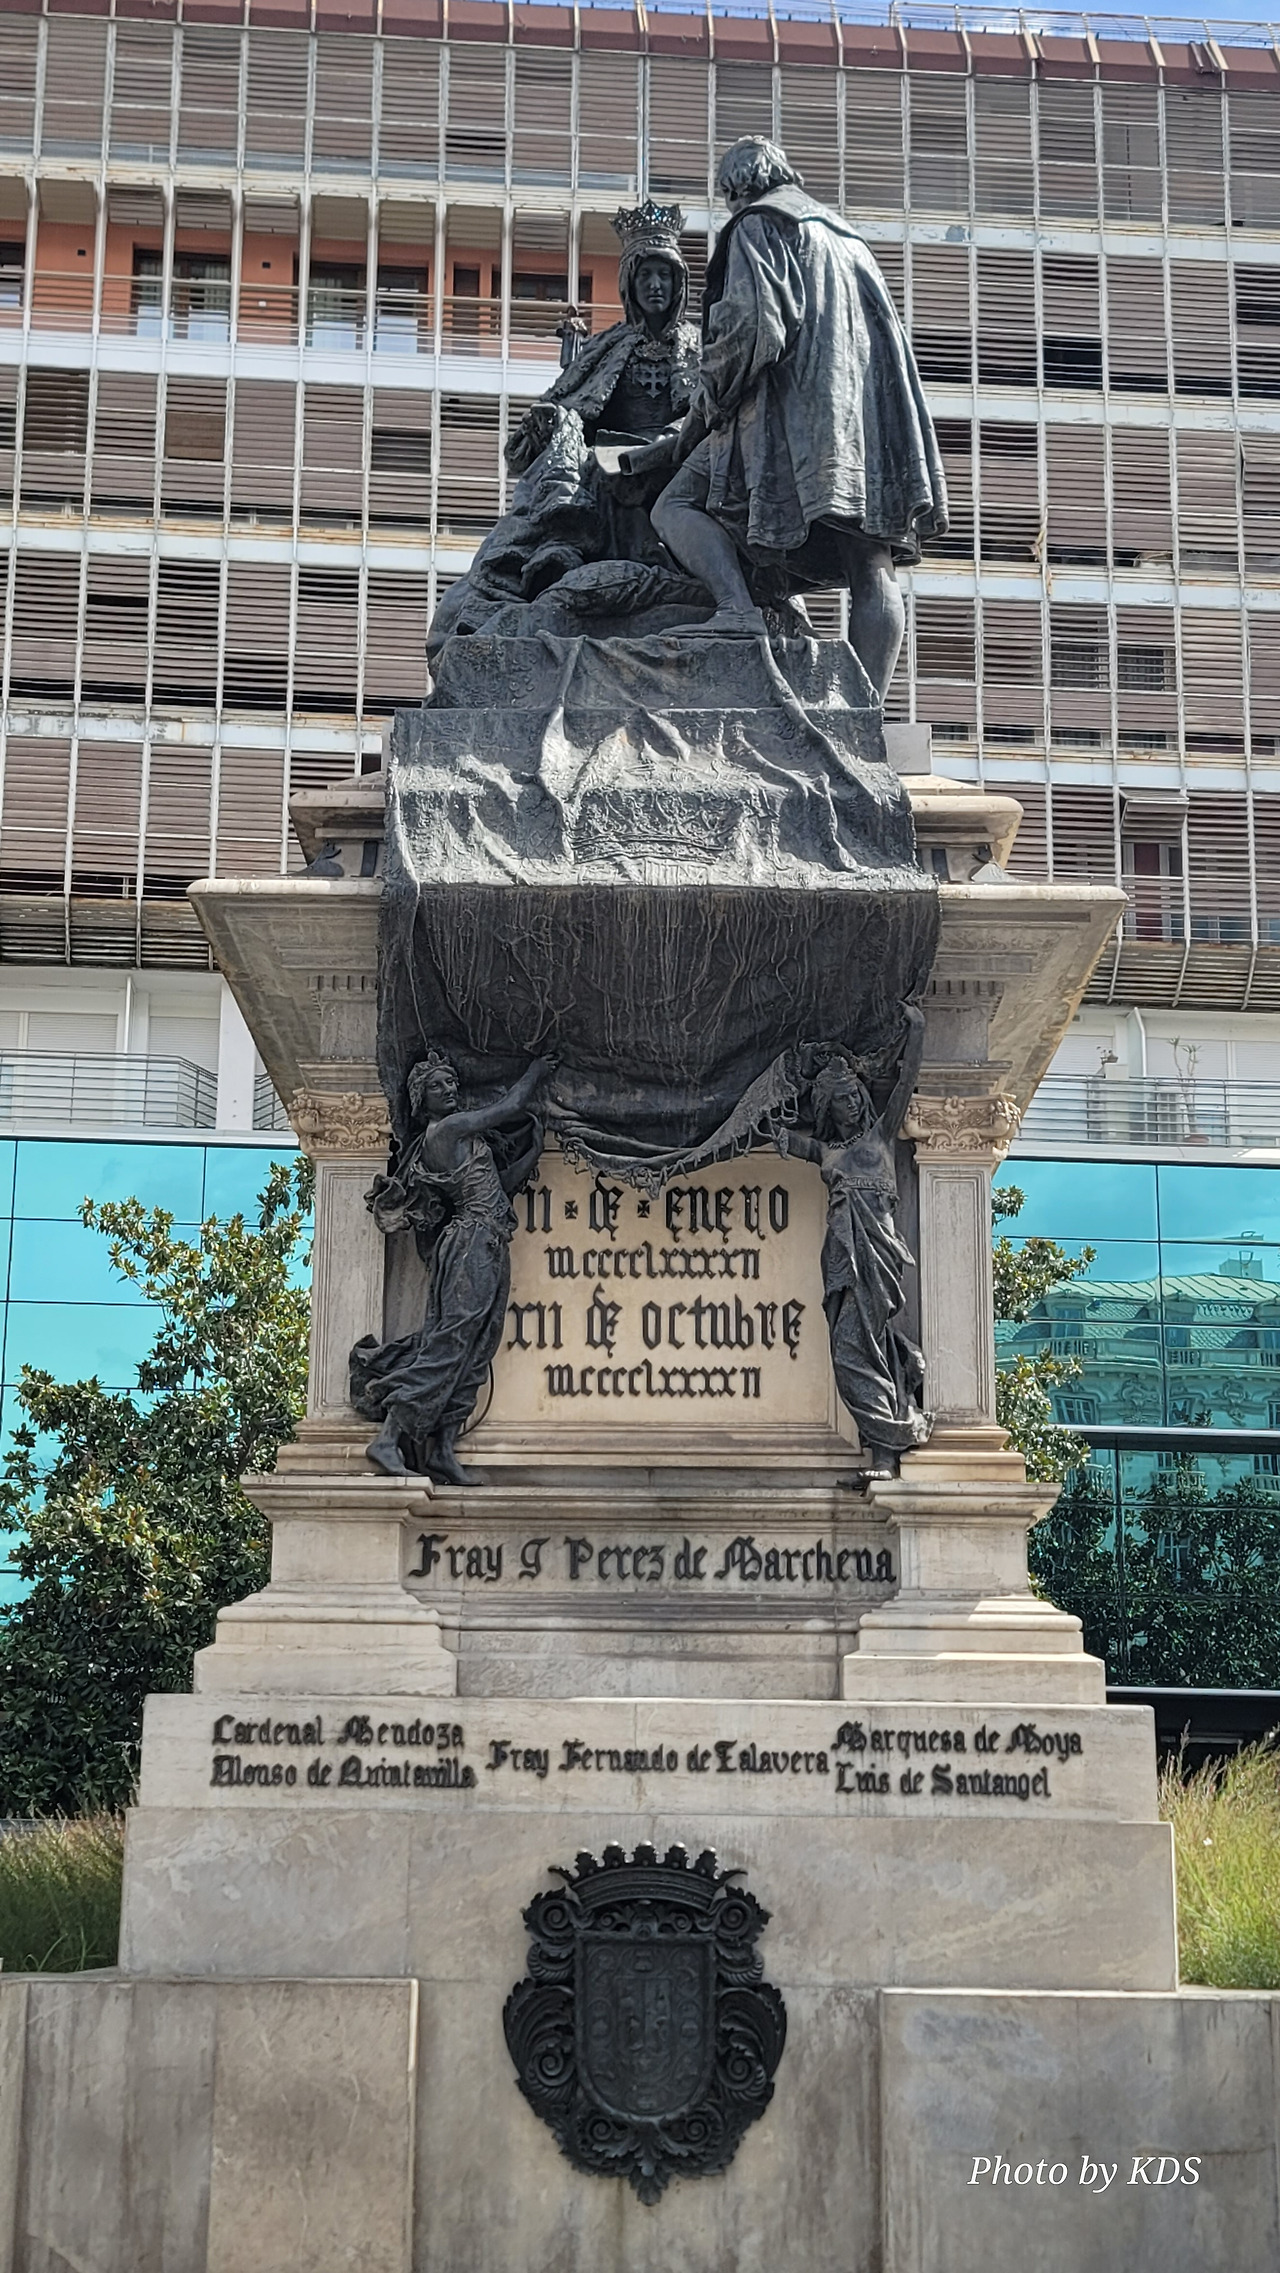 II · DE · ENERO
MCCCCLXXXXII
XII DE OCTUBRE
MCCCCLXXXXII
Fray J Perez de Marchena
Cardenal Mendoza
Alonso de Quintanilla
Fray Fernando de Talavera
Marquesa de Moya
Luis de Santangel
Photo by KDS